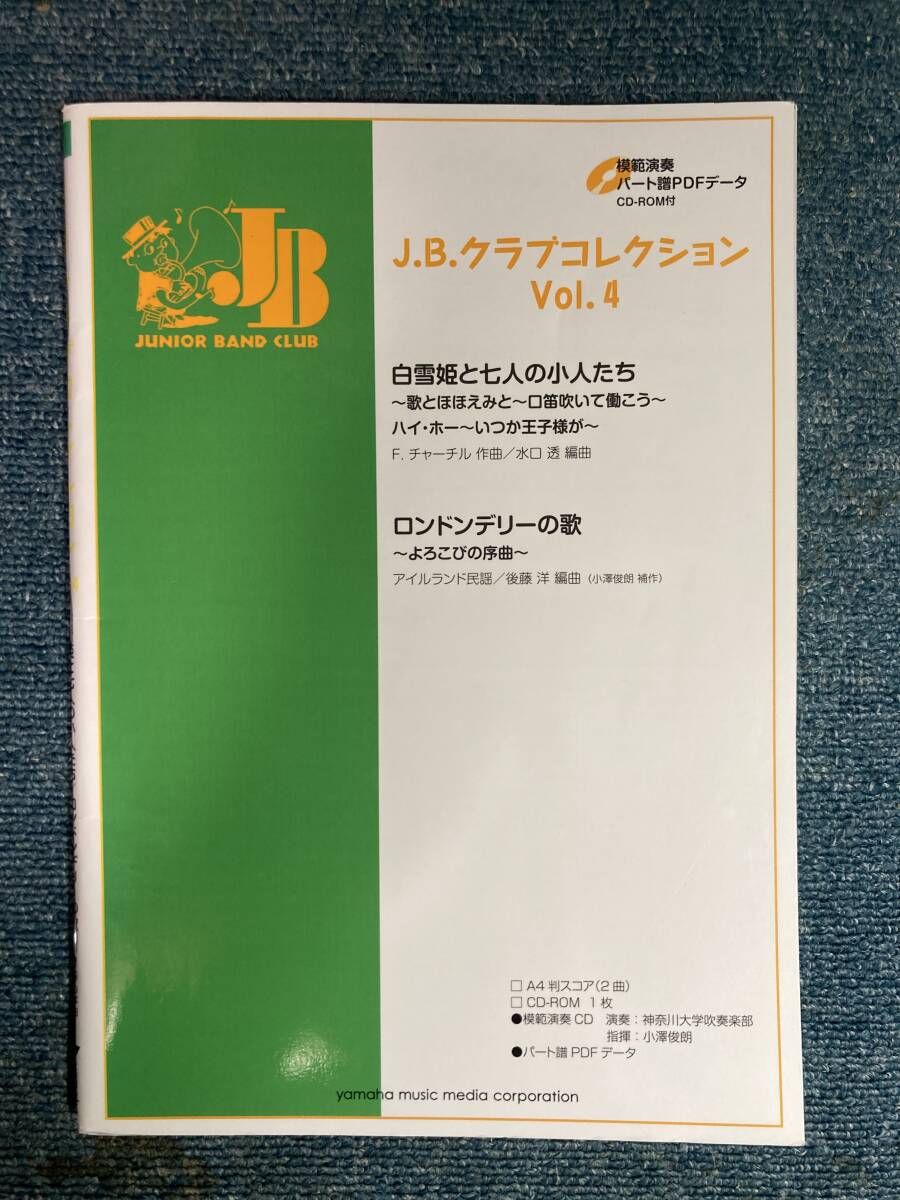 模範演奏
パート譜PDFデータ
CD-ROM付
JB
JUNIOR BAND CLUB
J.B.クラブコレクション
Vol.4
白雪姫と七人の小人たち
～歌とほほえみと～口笛吹いて働こう～
ハイ・ホー～いつか王子様が～
F. チャーチル 作曲／水口 透 編曲
ロンドンデリーの歌
～よろこびの序曲～
アイルランド民謡／後藤 洋 編曲（小澤俊朗 補作）
□ A4判スコア（2曲）
□ CD-ROM 1枚
●模範演奏CD 演奏：神奈川大学吹奏楽部
指揮：小澤俊朗
●パート譜PDFデータ
yamaha music media corporation